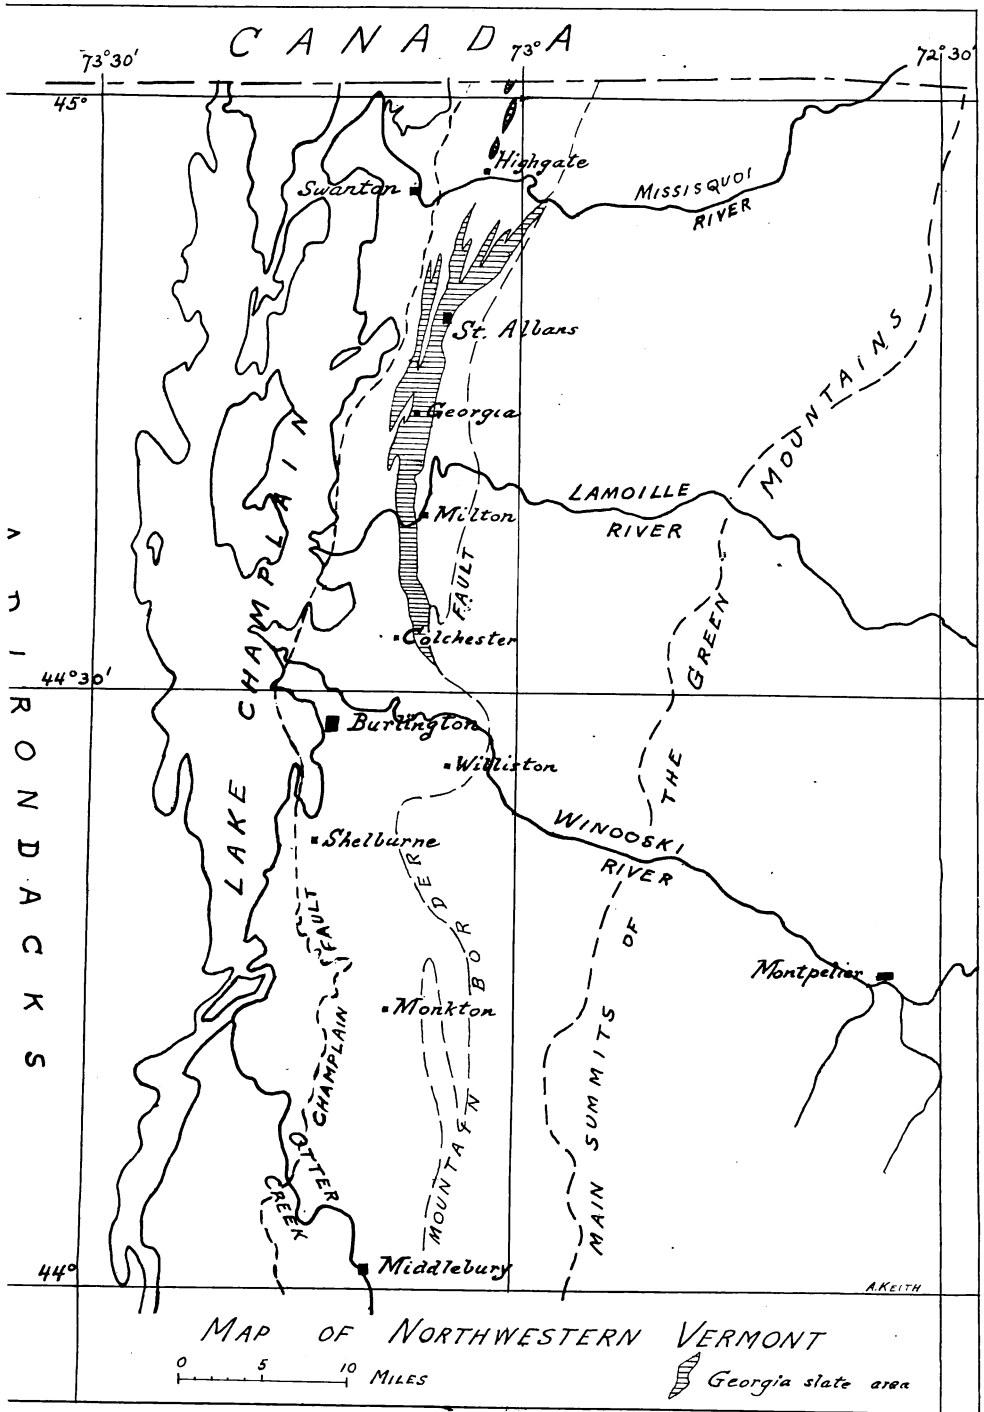 CANADA
73°30'
73°
72°30'
45°
Highgate
Swanton
MISSISQUOI
RIVER
St. Albans
Georgia
MOUNTAINS
LAMOILLE
RIVER
Milton
FAULT
Colchester
GREEN
44°30'
LAKE CHAMPLAIN
Burlington
Williston
THE
WINOOSKI
RIVER
Shelburne
OF
Montpelier
Monkton
CHAMPLAIN FAULT
MOUNTAIN BORDER
MAIN SUMMITS
OTTER
CREEK
Middlebury
44°
A. KEITH
MAP OF NORTHWESTERN VERMONT
0 5 10 MILES
Georgia slate area